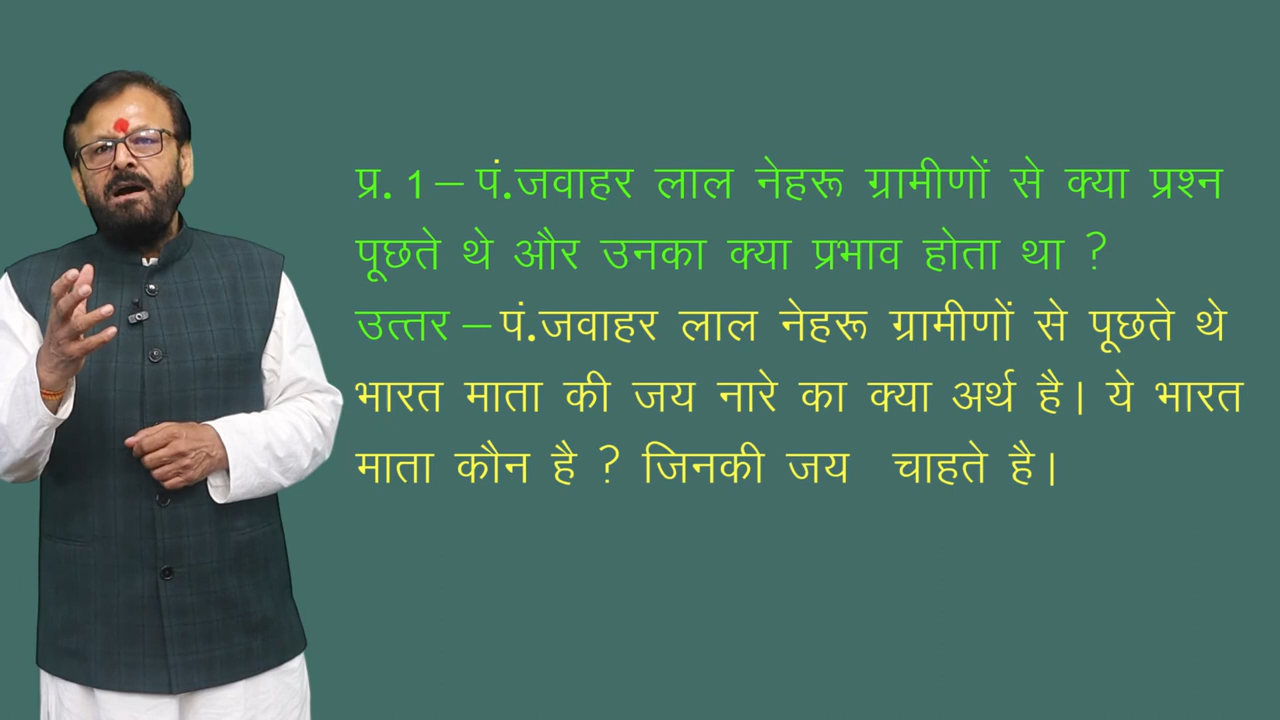 प्र. 1 – पं.जवाहर लाल नेहरू ग्रामीणों से क्या प्रश्न
पूछते थे और उनका क्या प्रभाव होता था ?
उत्तर – पं.जवाहर लाल नेहरू ग्रामीणों से पूछते थे
भारत माता की जय नारे का क्या अर्थ है। ये भारत
माता कौन है ? जिनकी जय चाहते है।